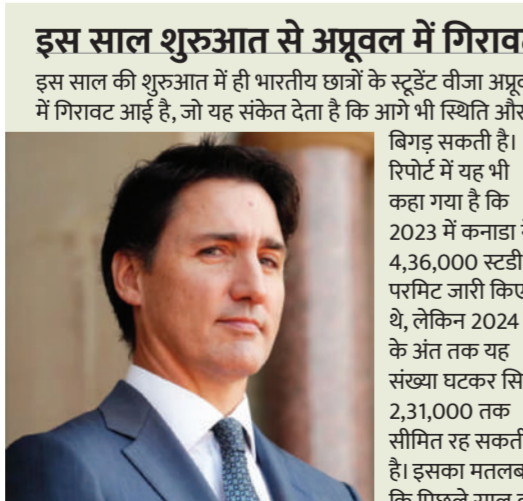 इस साल शुरुआत से अप्रूवल में
इस साल की शुरुआत में ही भारतीय छात्रों के स्टूडेंट वीजा
में गिरावट आई है, जो यह संकेत देता है कि आगे भी स्थिति और
बिगड़ सकती है।
रिपोर्ट में यह भी
कहा गया है कि
2023 में कनाडा
4,36,000 स्टडी
परमिट जारी किए
थे, लेकिन 2024
के अंत तक यह
संख्या घटकर
2,31,000 तक
सीमित रह सकती
है। इसका मतलब